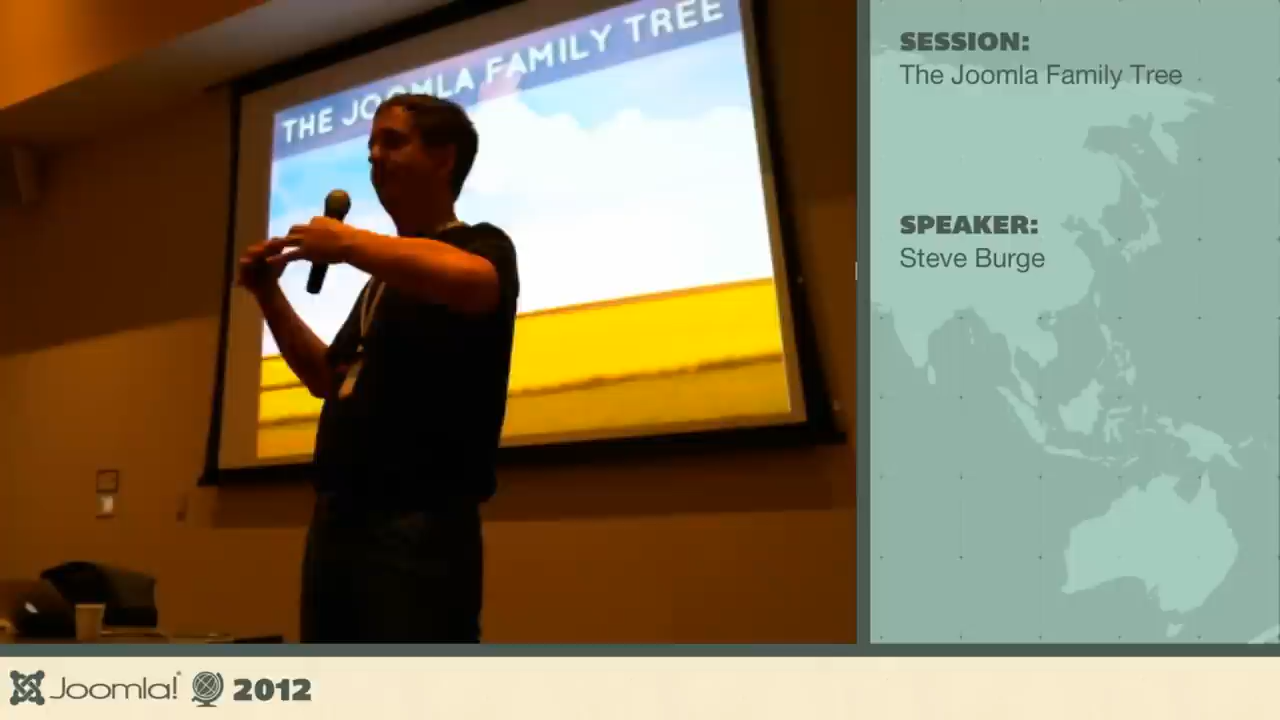 THE JOOMLA FAMILY TREE
SESSION:
The Joomla Family Tree
SPEAKER:
Steve Burge
Joomla! 2012